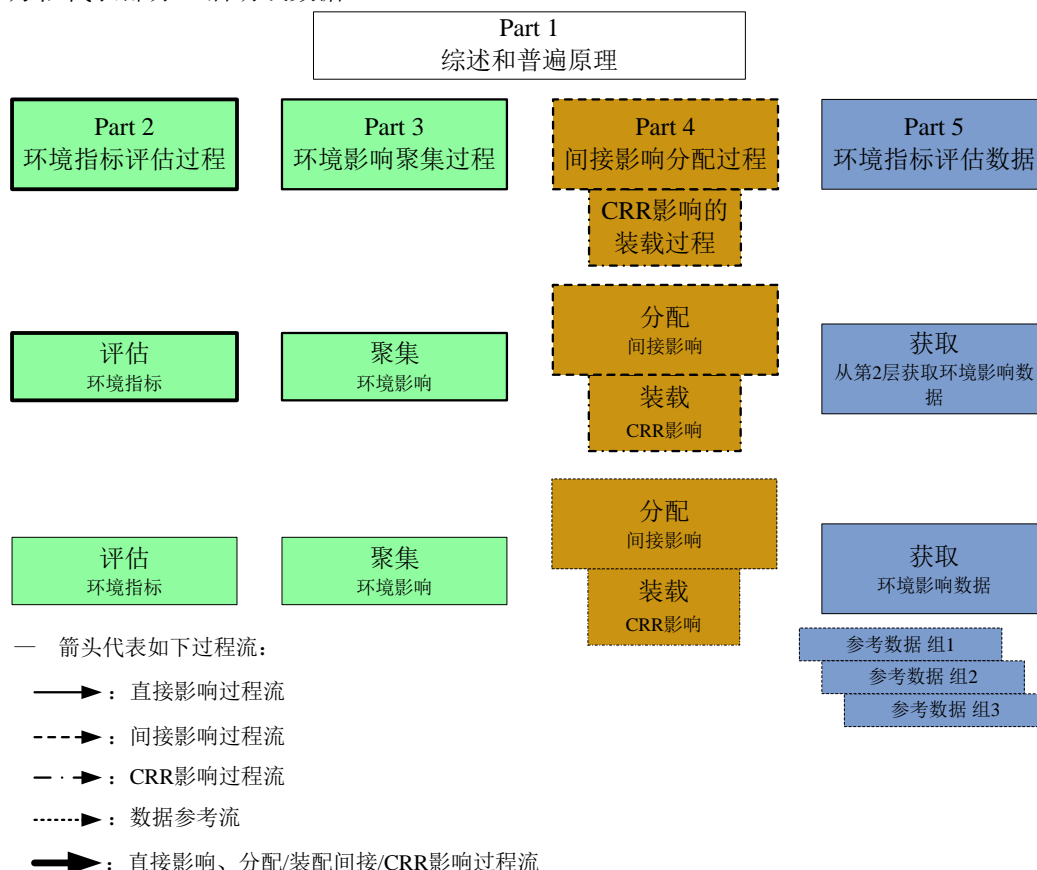 Part 1
综述和普遍原理
Part 2
环境指标评估过程
Part 3
环境影响聚集过程
Part 4
间接影响分配过程
CRR影响的
装载过程
Part 5
环境指标评估数据
评估
环境指标
聚集
环境影响
分配
间接影响
装载
CRR影响
获取
从第2层获取环境影响数
据
评估
环境指标
聚集
环境影响
分配
间接影响
装载
CRR影响
获取
环境影响数据
参考数据 组1
参考数据 组2
参考数据 组3
— 箭头代表如下过程流：
：直接影响过程流
：间接影响过程流
：CRR影响过程流
：数据参考流
：直接影响、分配/装配间接/CRR影响过程流